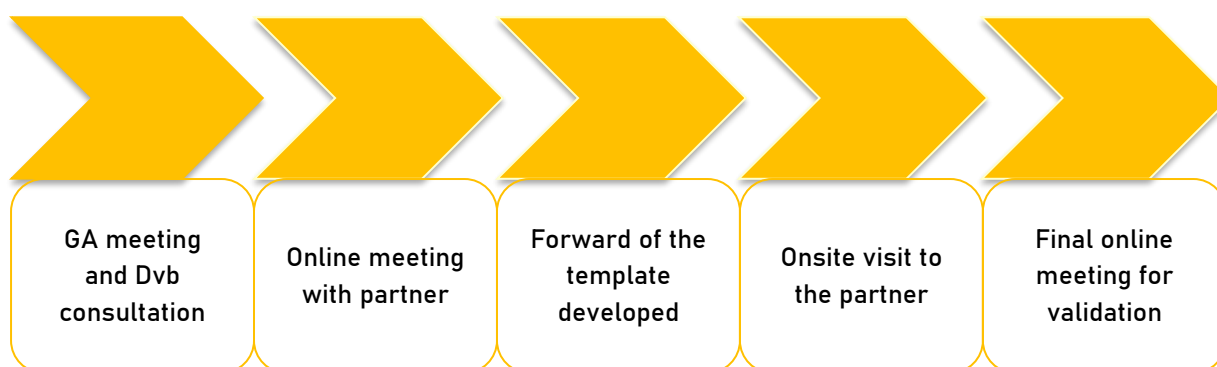 GA meeting
and Dvb
consultation
Online meeting
with partner
Forward of the
template
developed
Onsite visit to
the partner
Final online
meeting for
validation